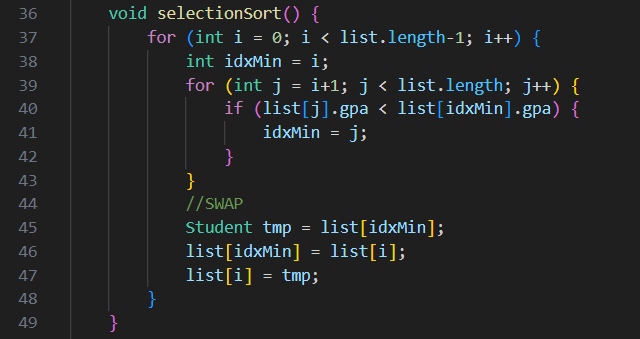 36 void selectionSort() {
37 for (int i = 0; i < list.length-1; i++) {
38 int idxMin = i;
39 for (int j = i+1; j < list.length; j++) {
40 if (list[j].gpa < list[idxMin].gpa) {
41 idxMin = j;
42 }
43 }
44 //SWAP
45 Student tmp = list[idxMin];
46 list[idxMin] = list[i];
47 list[i] = tmp;
48 }
49 }